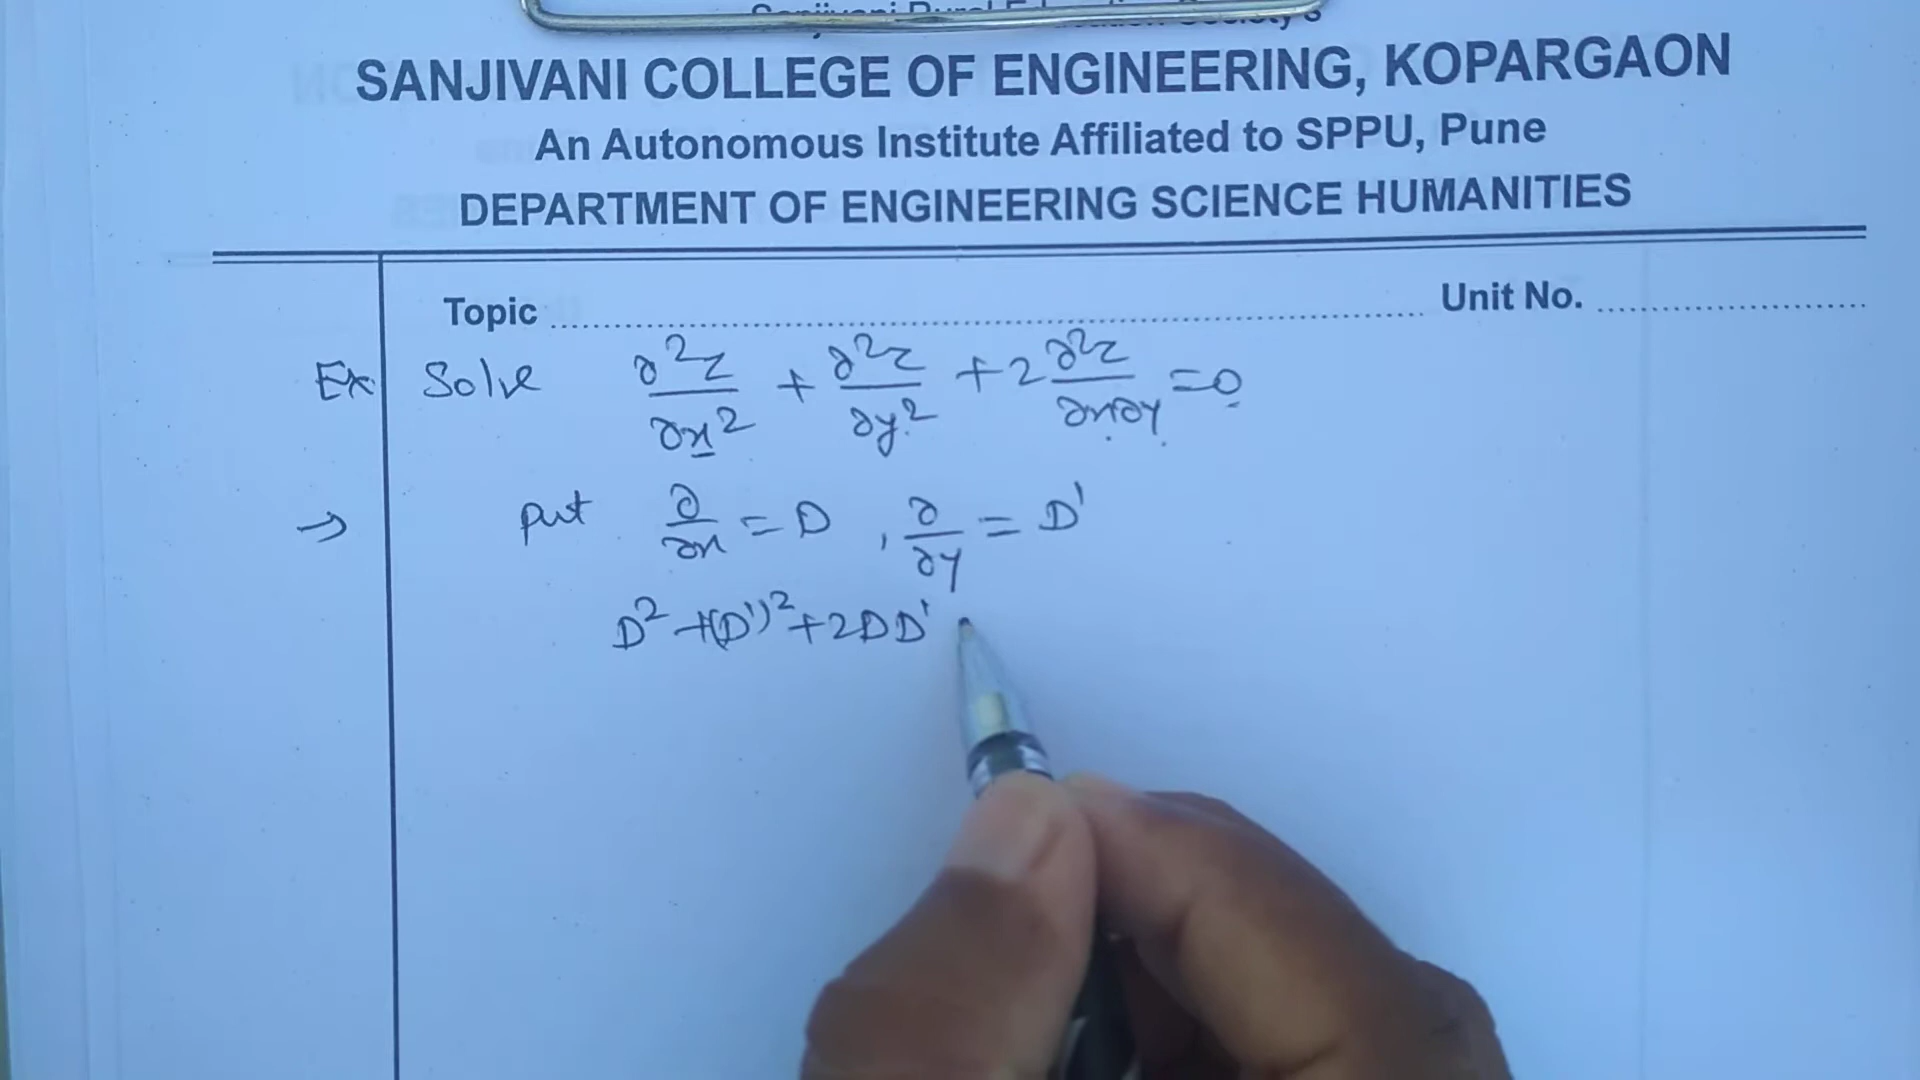 SANJIVANI COLLEGE OF ENGINEERING, KOPARGAON
An Autonomous Institute Affiliated to SPPU, Pune
DEPARTMENT OF ENGINEERING SCIENCE HUMANITIES
Topic ........ Unit No. ........
Ex Solve ∂²z/∂x² + ∂²z/∂y² + 2 ∂²z/∂x∂y = 0
→ put ∂/∂x = D , ∂/∂y = D'
D² + (D')² + 2DD'